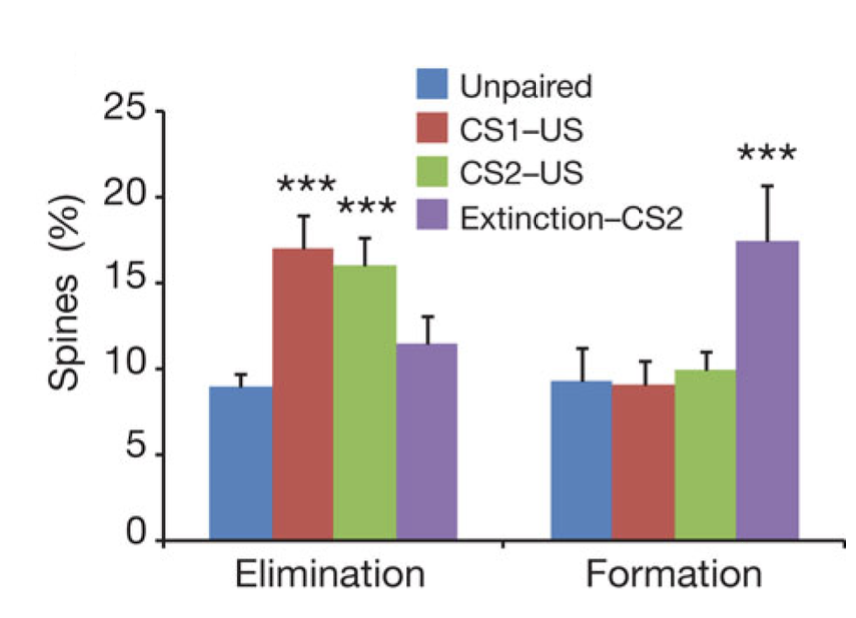 Unpaired
CS1–US
CS2–US
Extinction–CS2
Spines (%)
25
20
15
10
5
0
***
***
***
Elimination
Formation